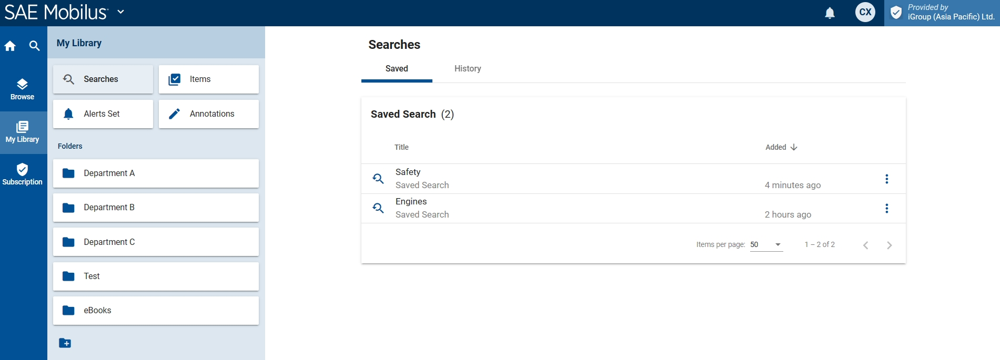 SAE Mobilus
CX
Provided by
iGroup (Asia Pacific) Ltd.
Browse
My Library
Subscription
My Library
Searches
Items
Alerts Set
Annotations
Folders
Department A
Department B
Department C
Test
eBooks
Searches
Saved
History
Saved Search (2)
Title
Added
Safety
Saved Search
4 minutes ago
Engines
Saved Search
2 hours ago
Items per page: 50
1 – 2 of 2